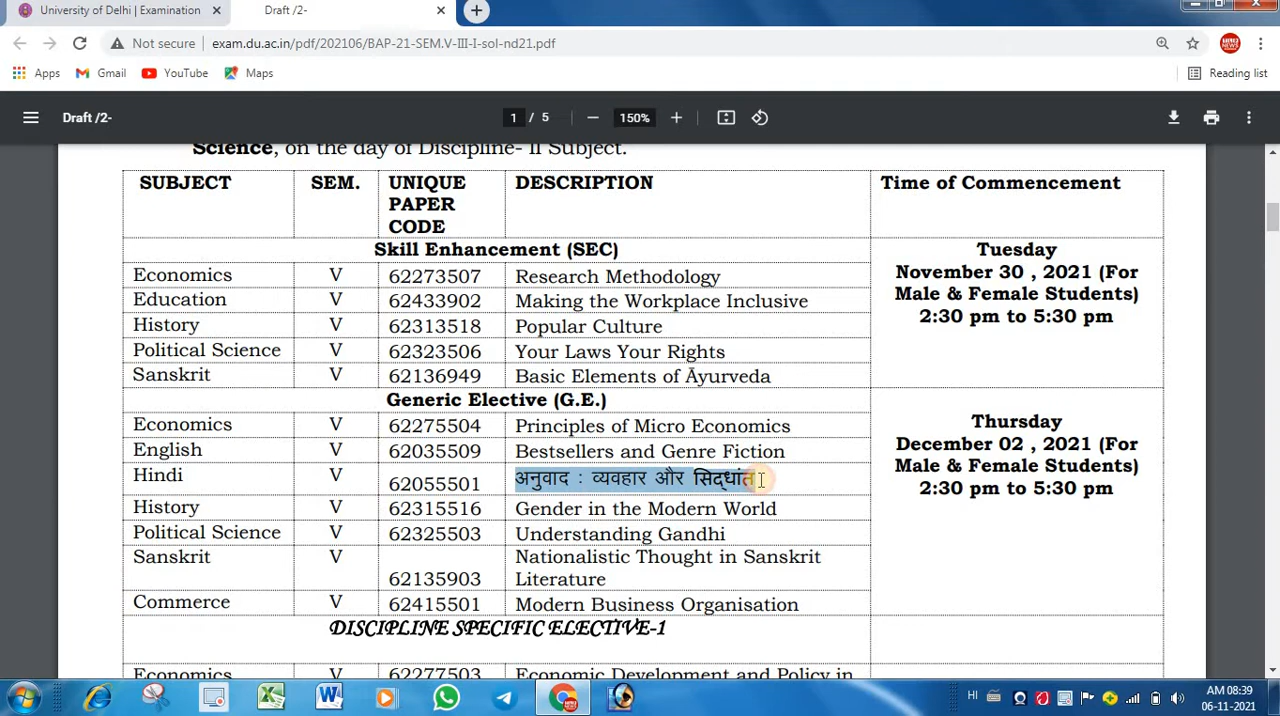 University of Delhi | Examination
Draft /2-
Not secure
exam.du.ac.in/pdf/202106/BAP-21-SEM.V-III-I-sol-nd21.pdf
Apps
Gmail
YouTube
Maps
Reading list
Draft /2-
1 / 5
150%
Science, on the day of Discipline- II Subject.
SUBJECT SEM. UNIQUE PAPER CODE DESCRIPTION Time of Commencement
Skill Enhancement (SEC)
Economics V 62273507 Research Methodology
Education V 62433902 Making the Workplace Inclusive
History V 62313518 Popular Culture
Political Science V 62323506 Your Laws Your Rights
Sanskrit V 62136949 Basic Elements of Āyurveda
Tuesday
November 30 , 2021 (For
Male & Female Students)
2:30 pm to 5:30 pm
Generic Elective (G.E.)
Economics V 62275504 Principles of Micro Economics
English V 62035509 Bestsellers and Genre Fiction
Hindi V 62055501 अनुवाद : व्यवहार और सिद्धांत
History V 62315516 Gender in the Modern World
Political Science V 62325503 Understanding Gandhi
Sanskrit V 62135903 Nationalistic Thought in Sanskrit
Literature
Commerce V 62415501 Modern Business Organisation
Thursday
December 02 , 2021 (For
Male & Female Students)
2:30 pm to 5:30 pm
DISCIPLINE SPECIFIC ELECTIVE-1
Economics V 62277503 Economic Development and Policy in
HI
AM 08:39
06-11-2021